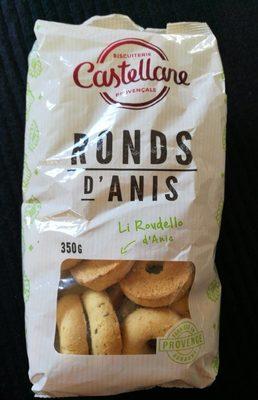 BISCUITERIE
Castellane
PROVENÇALE
RONDS
D'ANIS
Li Roudello
d'Anis
350G
PROVENCE